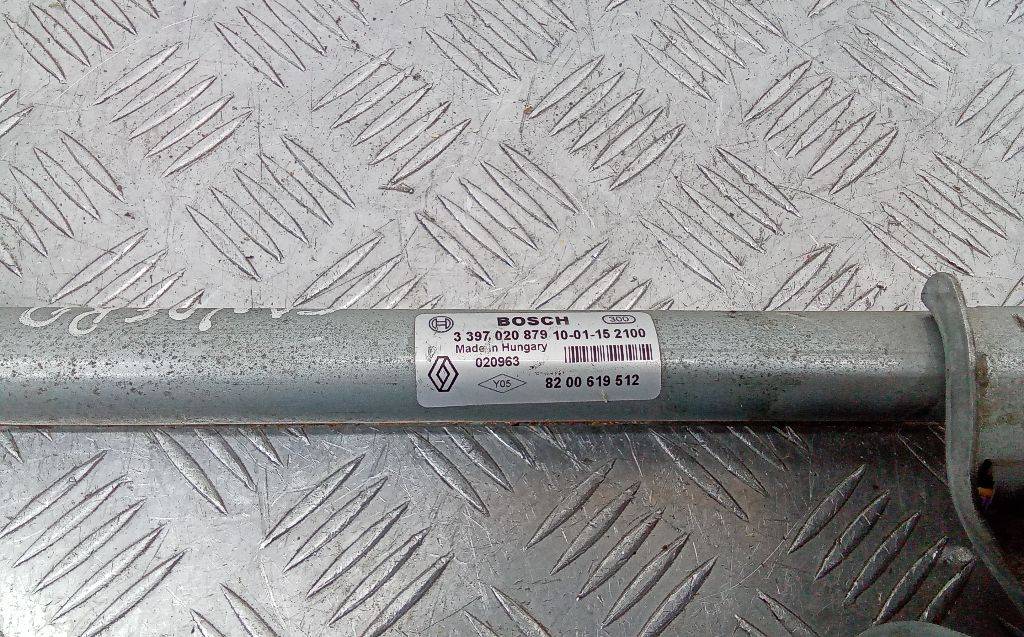 BOSCH 300
3 397 020 879 10-01-15 2100
Made in Hungary
020963
Y05 82 00 619 512